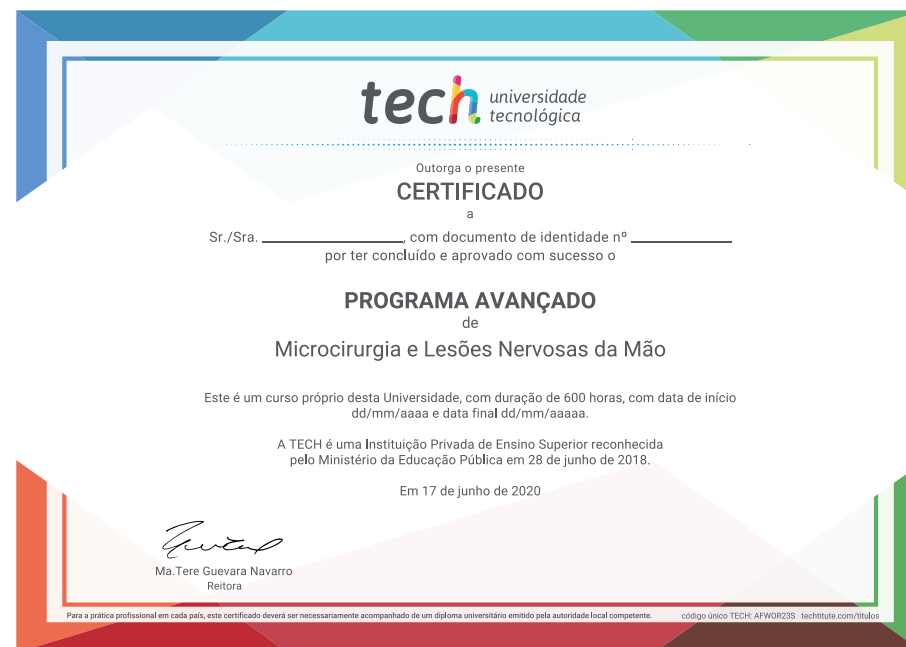 tech universidade
tecnológica
Outorga o presente
CERTIFICADO
a
Sr./Sra. ____________, com documento de identidade nº ____________
por ter concluído e aprovado com sucesso o
PROGRAMA AVANÇADO
de
Microcirurgia e Lesões Nervosas da Mão
Este é um curso próprio desta Universidade, com duração de 600 horas, com data de início
dd/mm/aaaa e data final dd/mm/aaaaa.
A TECH é uma Instituição Privada de Ensino Superior reconhecida
pelo Ministério da Educação Pública em 28 de junho de 2018.
Em 17 de junho de 2020
Ma.Tere Guevara Navarro
Reitora
Para a prática profissional em cada país, este certificado deverá ser necessariamente acompanhado de um diploma universitário emitido pela autoridade local competente. código único TECH: AFWOR23S techtitute.com/titulos